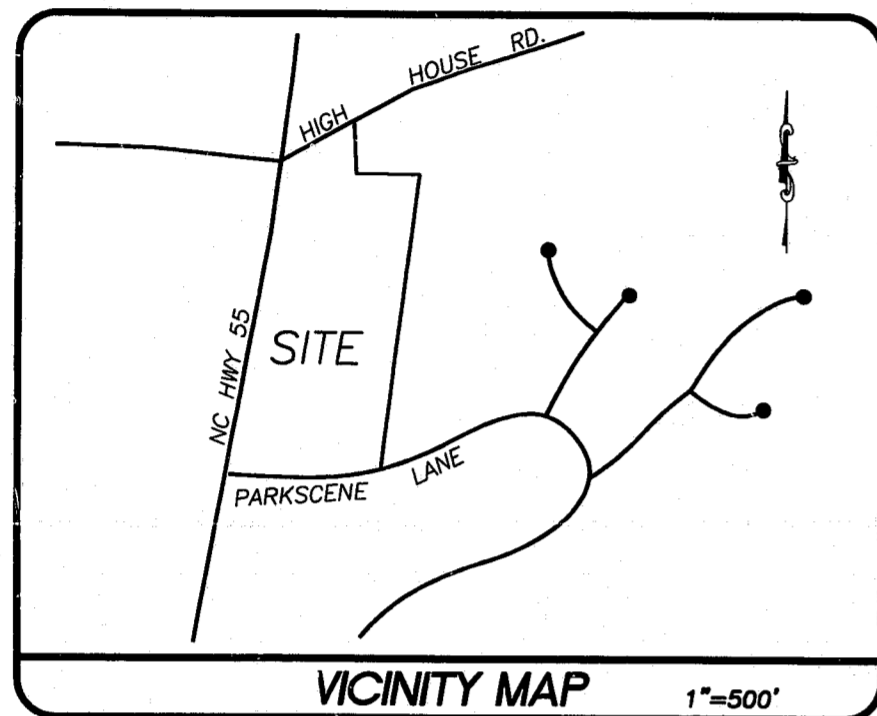 HIGH HOUSE RD.
NC HWY 55
SITE
PARKSCENE LANE
VICINITY MAP
1"=500'